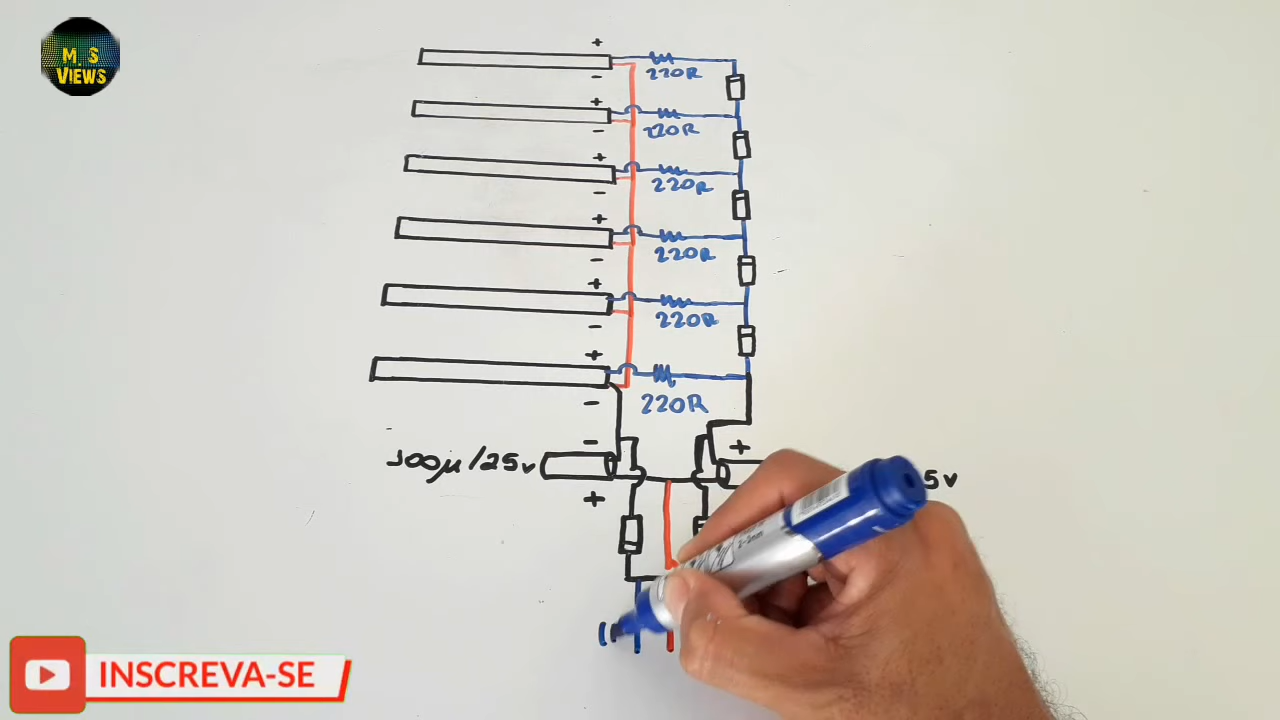 M.S
VIEWS
+
220R
-
+
220R
-
+
220R
-
+
220R
-
+
220R
-
+
220R
-
-
+
100µ/25v
5v
+
INSCREVA-SE